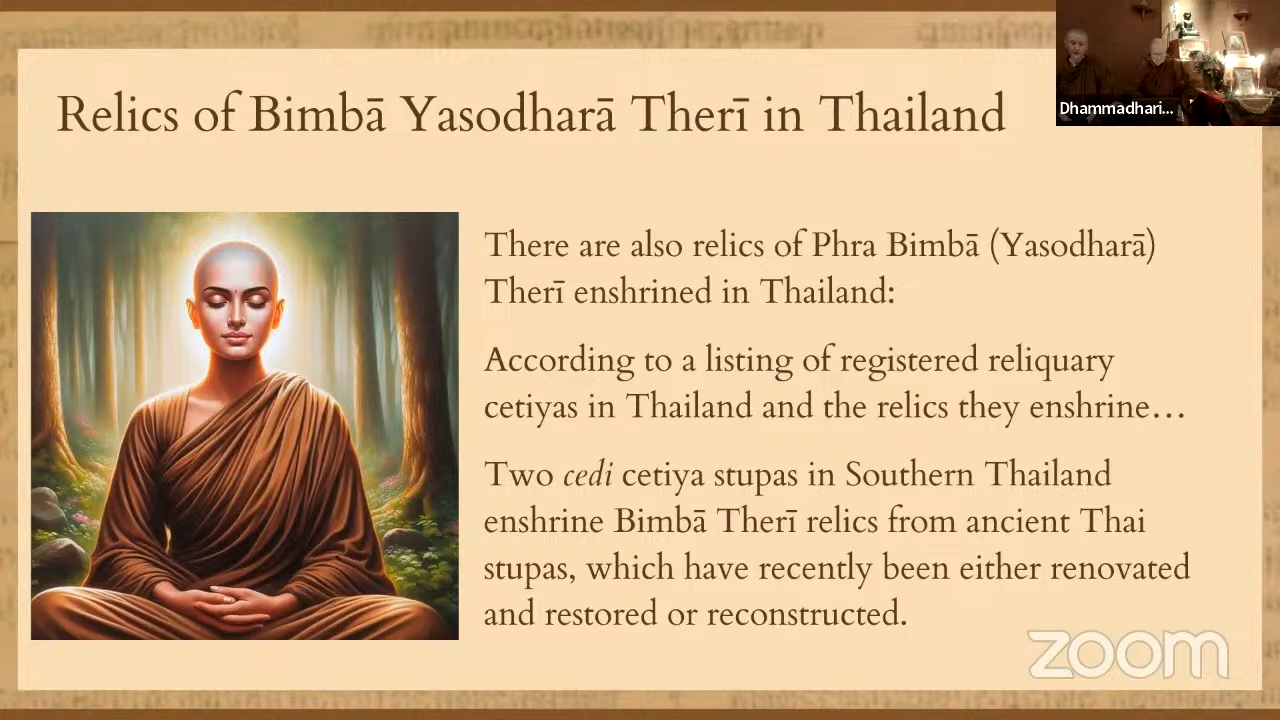 Relics of Bimbā Yasodharā Therī in Thailand
Dhammadhari...
There are also relics of Phra Bimbā (Yasodharā)
Therī enshrined in Thailand:
According to a listing of registered reliquary
cetiyas in Thailand and the relics they enshrine…
Two cedi cetiya stupas in Southern Thailand
enshrine Bimbā Therī relics from ancient Thai
stupas, which have recently been either renovated
and restored or reconstructed.
zoom